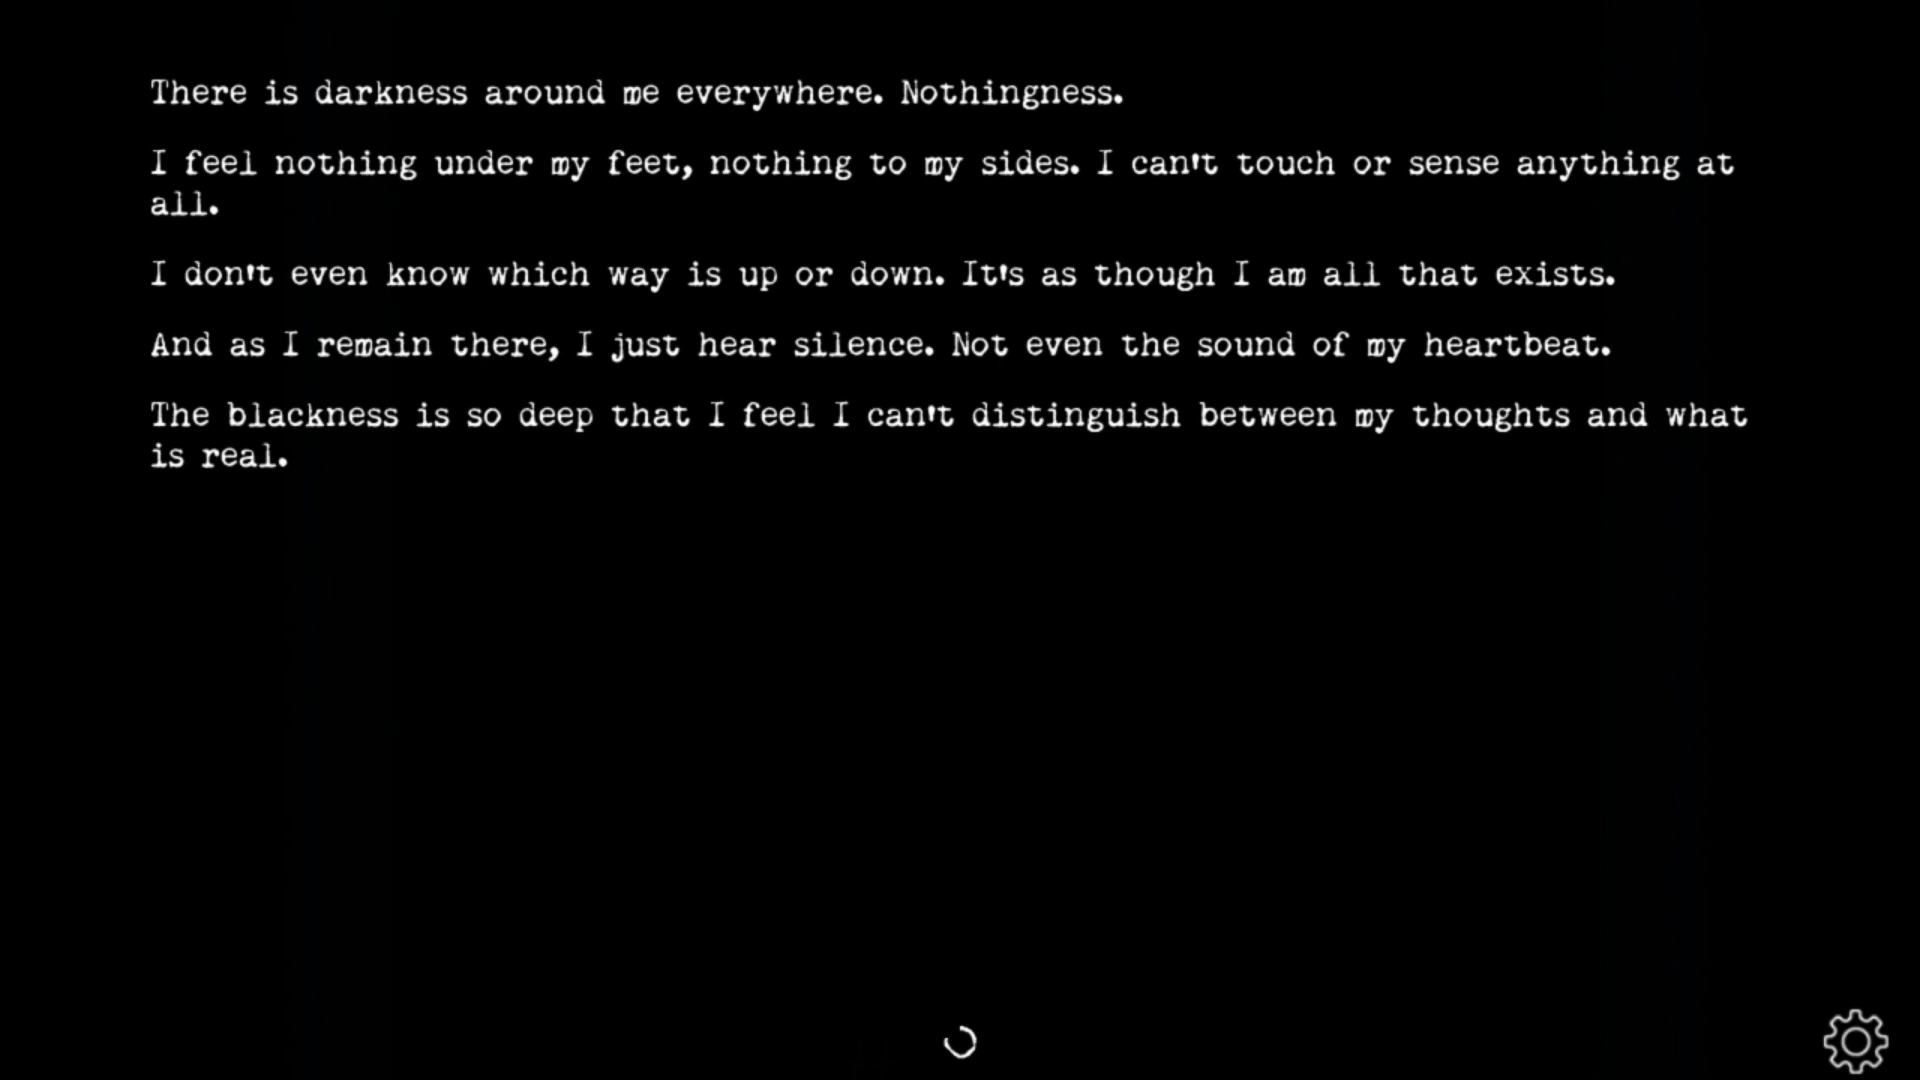 There is darkness around me everywhere. Nothingness.
I feel nothing under my feet, nothing to my sides. I can't touch or sense anything at
all.
I don't even know which way is up or down. It's as though I am all that exists.
And as I remain there, I just hear silence. Not even the sound of my heartbeat.
The blackness is so deep that I feel I can't distinguish between my thoughts and what
is real.